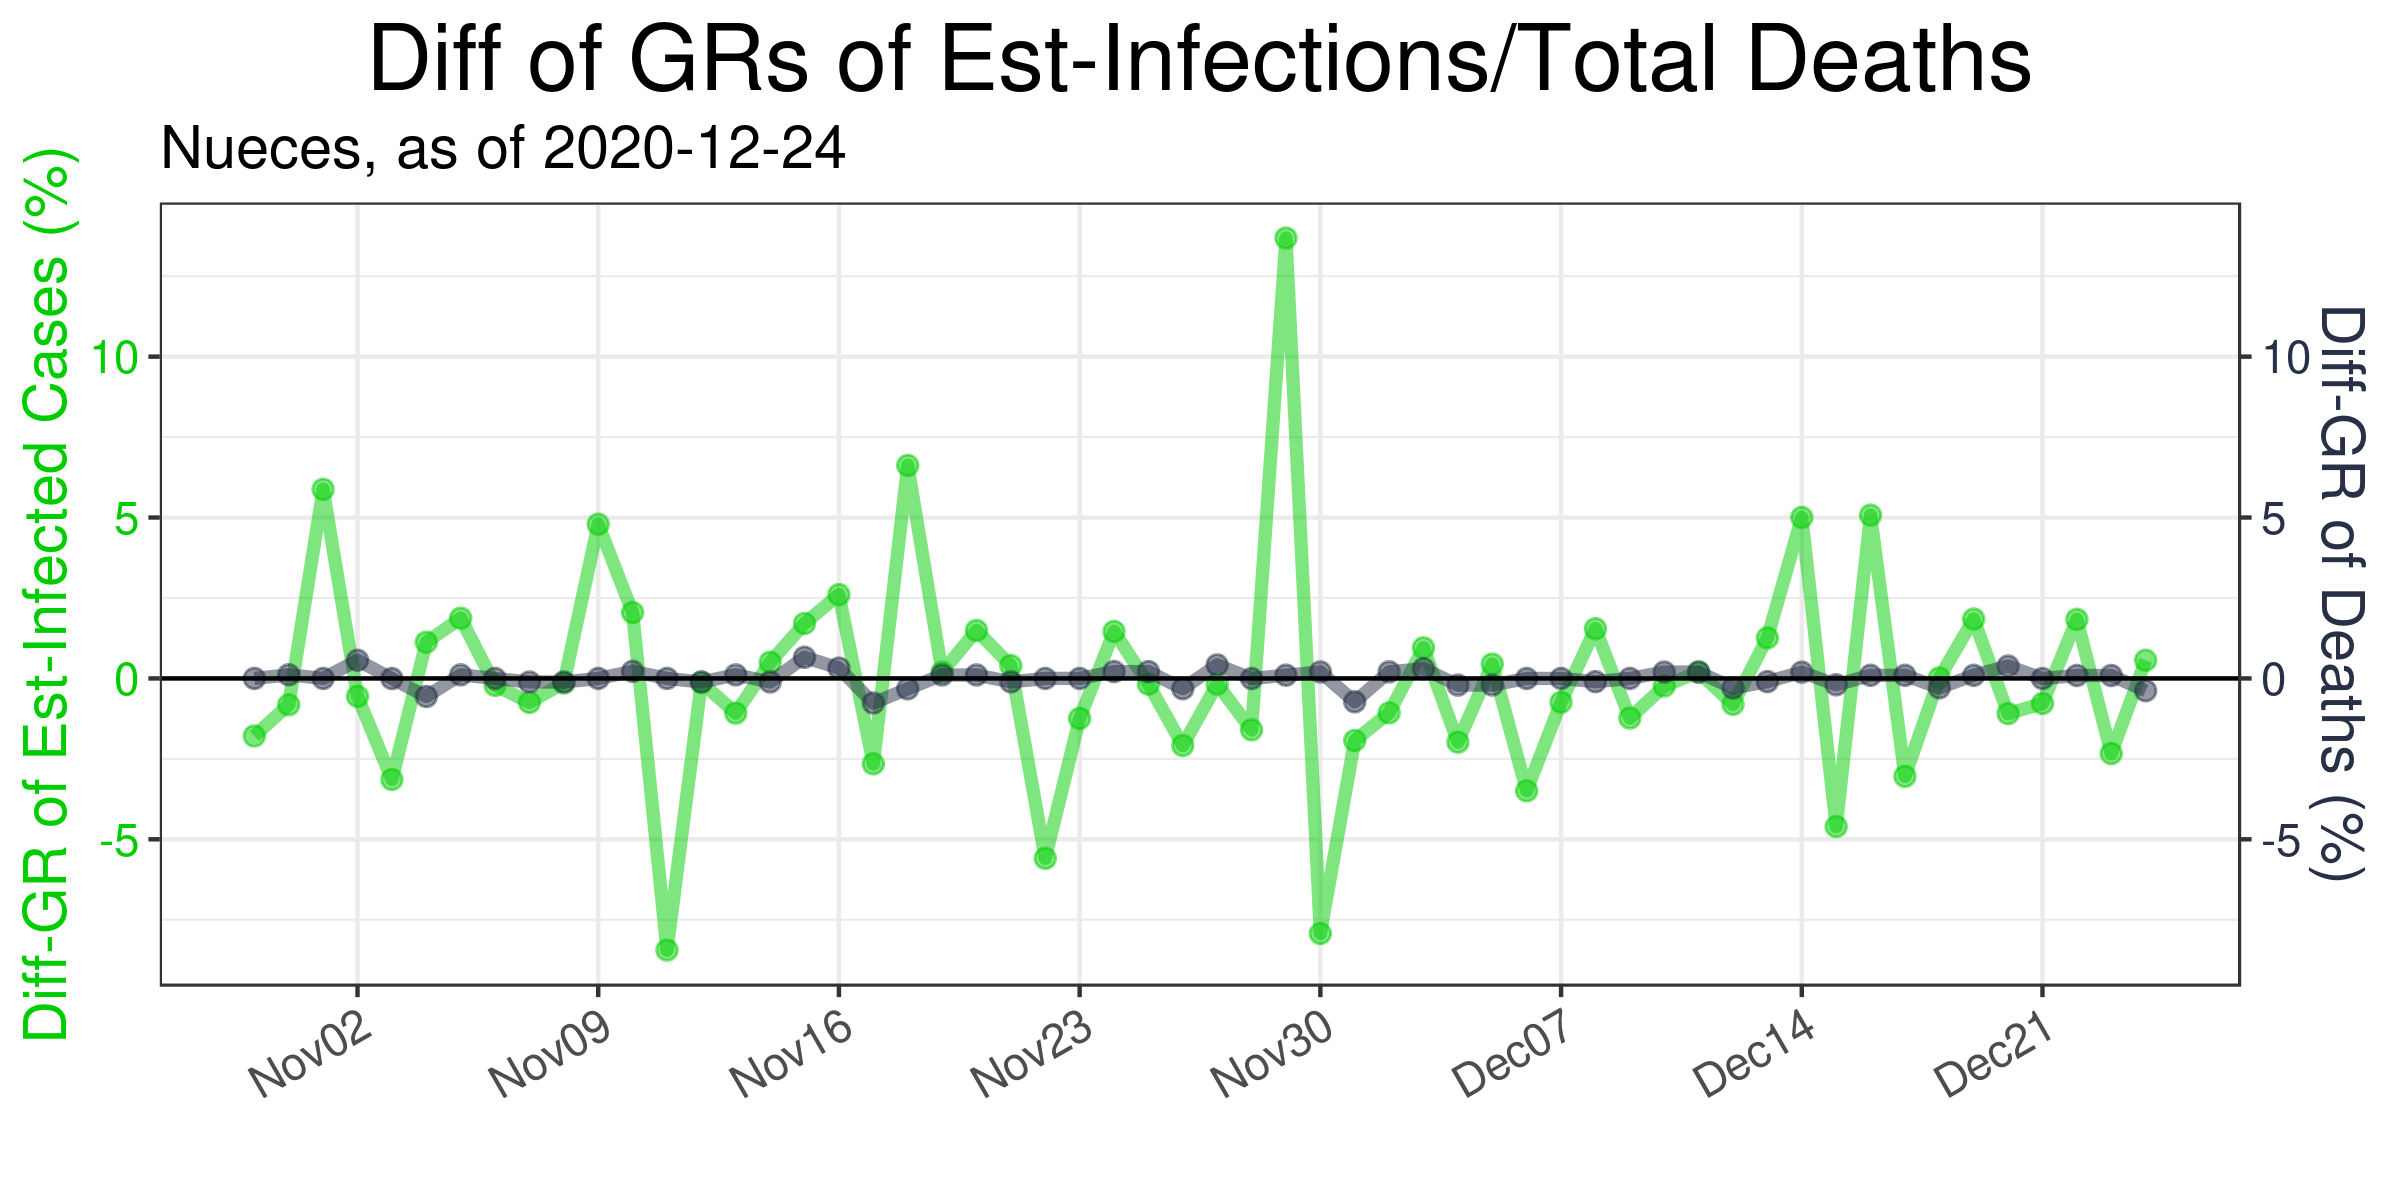 Diff of GRs of Est-Infections/Total Deaths
Nueces, as of 2020-12-24
Diff-GR of Est-Infected Cases (%)
10
5
0
-5
10
5
0
-5
Diff-GR of Deaths (%)
Nov02
Nov09
Nov16
Nov23
Nov30
Dec07
Dec14
Dec21